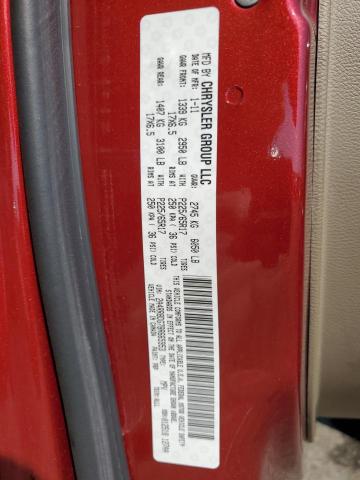 MFD BY CHRYSLER GROUP LLC
DATE OF MFR: 1-11 GVWR: 2745 KG 6050 LB
GAWR FRONT: 1339 KG 2950 LB WITH P225/65R17 TIRES
17X6.5 RIMS AT 250 KPA ( 36 PSI) COLD
GAWR REAR: 1407 KG 3100 LB WITH P225/65R17 TIRES
17X6.5 RIMS AT 250 KPA ( 36 PSI) COLD
THIS VEHICLE CONFORMS TO ALL APPLICABLE U.S.A. FEDERAL MOTOR VEHICLE SAFETY
STANDARDS IN EFFECT ON THE DATE OF MANUFACTURE SHOWN ABOVE.
TYPE: MPV
MADE IN CANADA